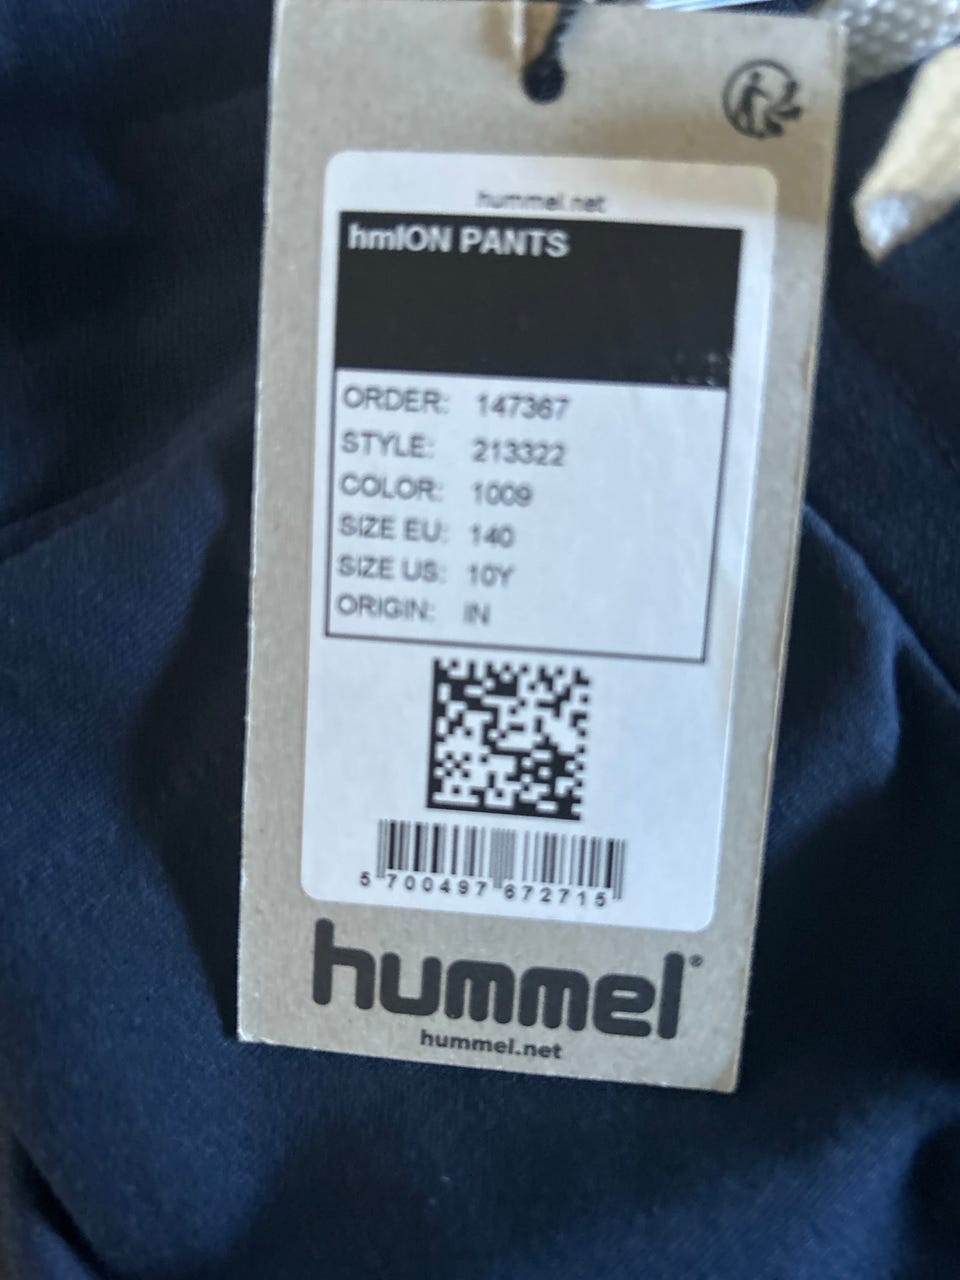 hummel.net
hmlON PANTS
ORDER: 147367
STYLE: 213322
COLOR: 1009
SIZE EU: 140
SIZE US: 10Y
ORIGIN: IN
5 700497 672715
hummel®
hummel.net